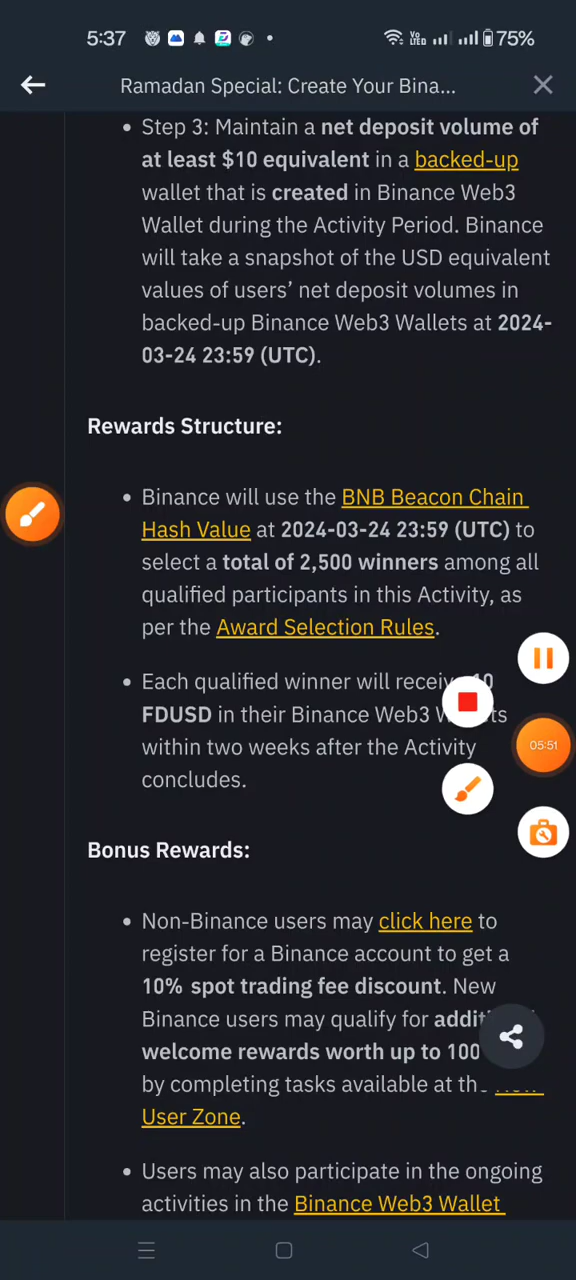 5:37
Vo LTED
75%
Ramadan Special: Create Your Bina...
Step 3: Maintain a net deposit volume of
at least $10 equivalent in a backed-up
wallet that is created in Binance Web3
Wallet during the Activity Period. Binance
will take a snapshot of the USD equivalent
values of users’ net deposit volumes in
backed-up Binance Web3 Wallets at 2024-
03-24 23:59 (UTC).
Rewards Structure:
Binance will use the BNB Beacon Chain
Hash Value at 2024-03-24 23:59 (UTC) to
select a total of 2,500 winners among all
qualified participants in this Activity, as
per the Award Selection Rules.
Each qualified winner will
FDUSD in their Binance Web3
within two weeks after the Activity
concludes.
05:51
Bonus Rewards:
Non-Binance users may click here to
register for a Binance account to get a
10% spot trading fee discount. New
Binance users may qualify for
welcome rewards worth up to 100
by completing tasks available at
User Zone.
Users may also participate in the ongoing
activities in the Binance Web3 Wallet